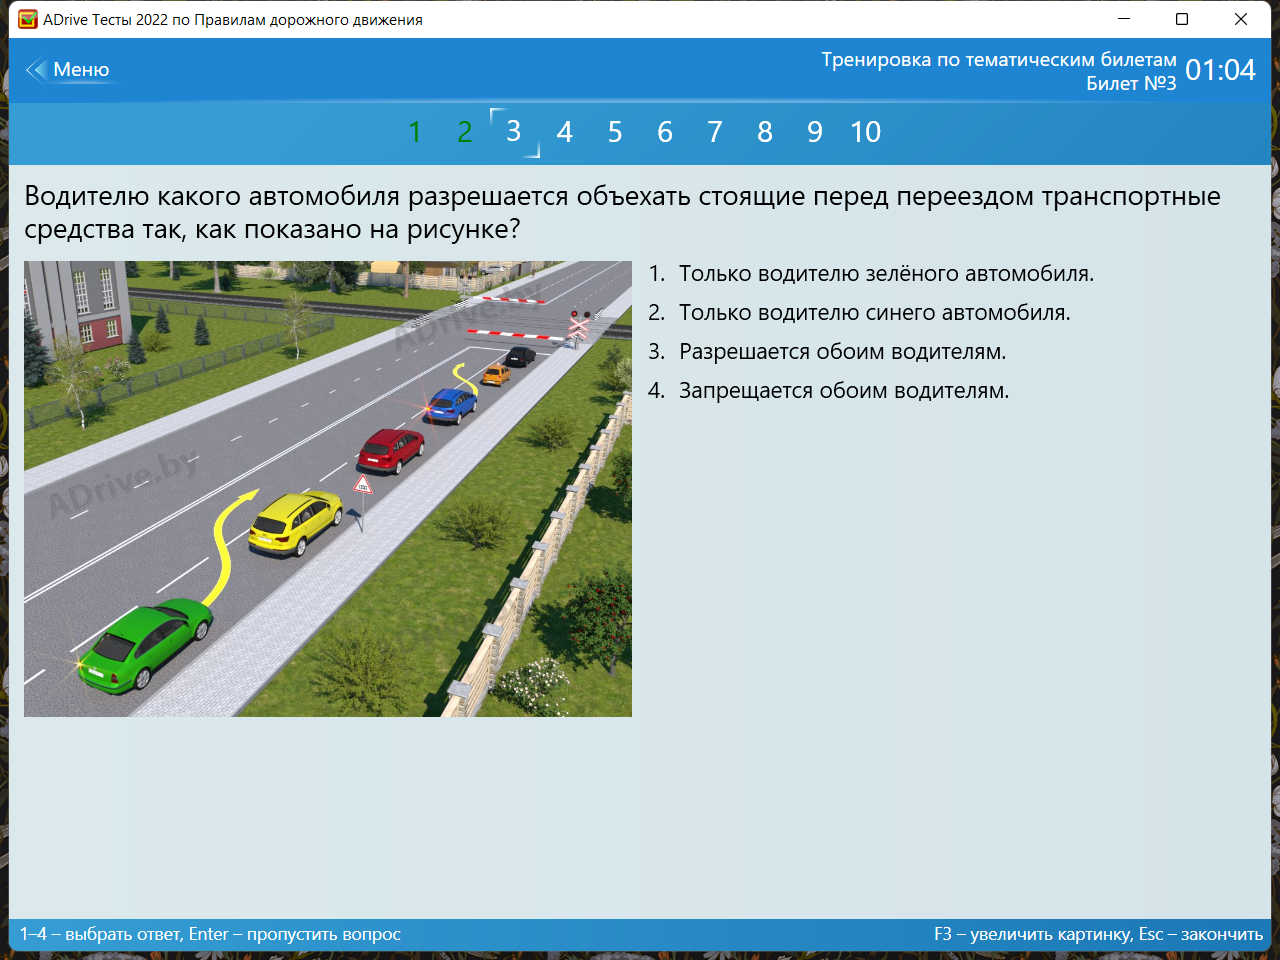 ADrive Тесты 2022 по Правилам дорожного движения
Меню
Тренировка по тематическим билетам
Билет №3
01:04
1 2 3 4 5 6 7 8 9 10
Водителю какого автомобиля разрешается объехать стоящие перед переездом транспортные
средства так, как показано на рисунке?
ADrive.by
ADrive.by
1. Только водителю зелёного автомобиля.
2. Только водителю синего автомобиля.
3. Разрешается обоим водителям.
4. Запрещается обоим водителям.
1–4 – выбрать ответ, Enter – пропустить вопрос
F3 – увеличить картинку, Esc – закончить